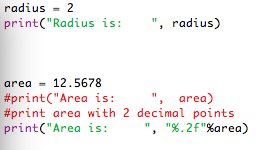 radius = 2
print("Radius is:    ", radius)
area = 12.5678
#print("Area is:     ",  area)
#print area with 2 decimal points
print("Area is:     ", "%.2f"%area)